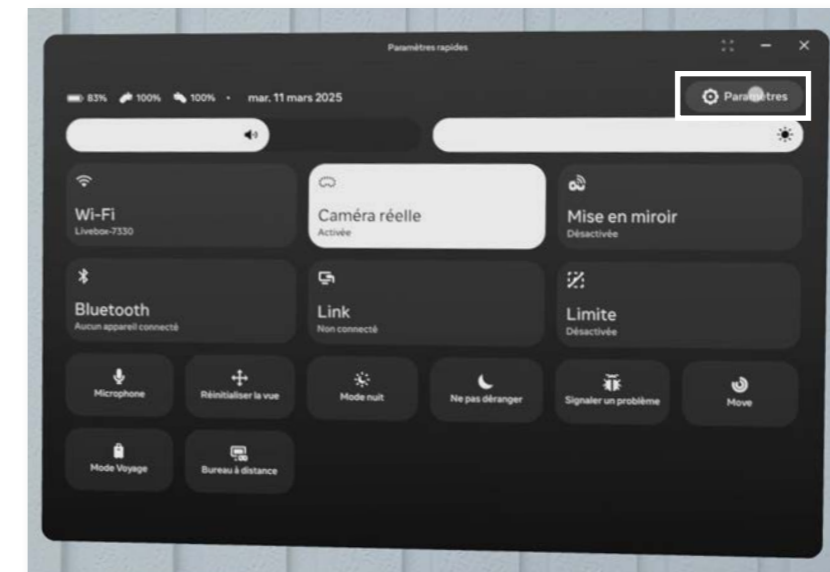 Paramètres rapides
83% 100% 100% · mar. 11 mars 2025
Paramètres
Wi-Fi
Livebox-7330
Caméra réelle
Activée
Mise en miroir
Désactivée
Bluetooth
Aucun appareil connecté
Link
Non connecté
Limite
Désactivée
Microphone
Réinitialiser la vue
Mode nuit
Ne pas déranger
Signaler un problème
Move
Mode Voyage
Bureau à distance